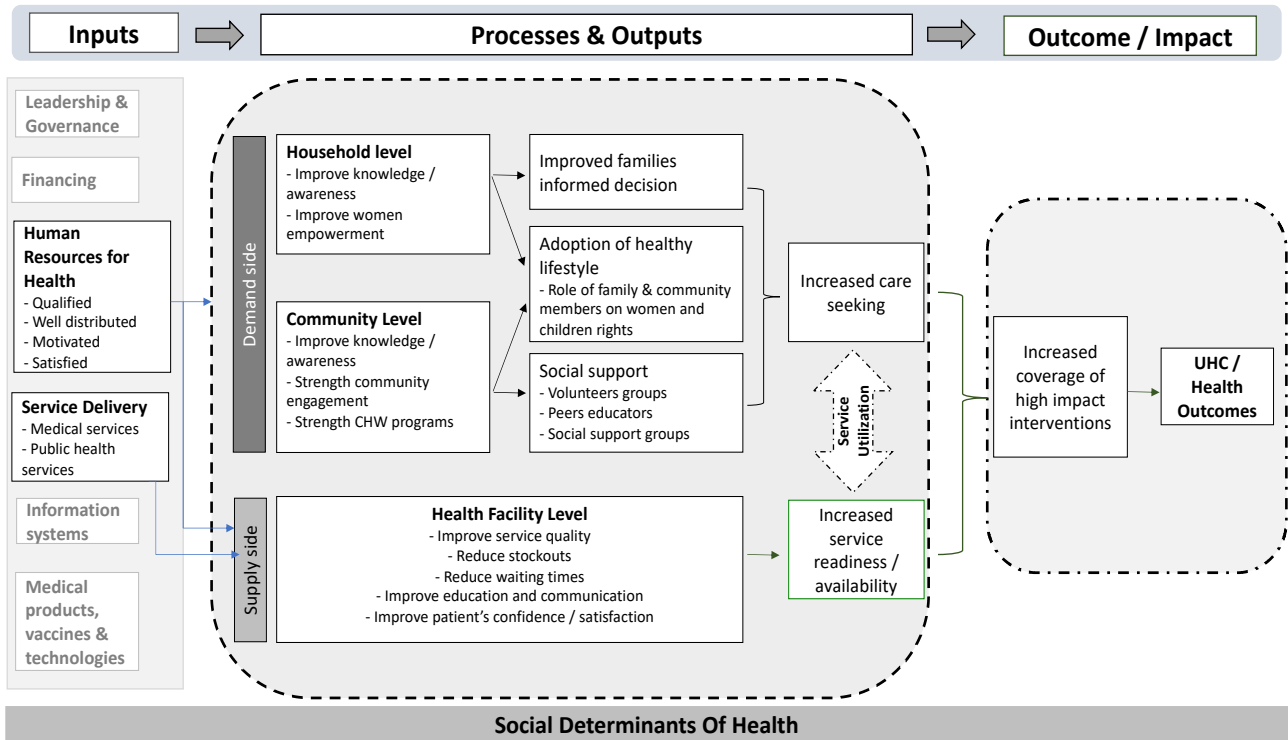 Inputs
Processes & Outputs
Outcome / Impact
Leadership &
Governance
Financing
Human
Resources for
Health
- Qualified
- Well distributed
- Motivated
- Satisfied
Service Delivery
- Medical services
- Public health
services
Information
systems
Medical
products,
vaccines &
technologies
Demand side
Household level
- Improve knowledge /
awareness
- Improve women
empowerment
Community Level
- Improve knowledge /
awareness
- Strength community
engagement
- Strength CHW programs
Improved families
informed decision
Adoption of healthy
lifestyle
- Role of family & community
members on women and
children rights
Social support
- Volunteers groups
- Peers educators
- Social support groups
Increased care
seeking
Service
Utilization
Supply side
Health Facility Level
- Improve service quality
- Reduce stockouts
- Reduce waiting times
- Improve education and communication
- Improve patient’s confidence / satisfaction
Increased
service
readiness /
availability
Increased
coverage of
high impact
interventions
UHC /
Health
Outcomes
Social Determinants Of Health